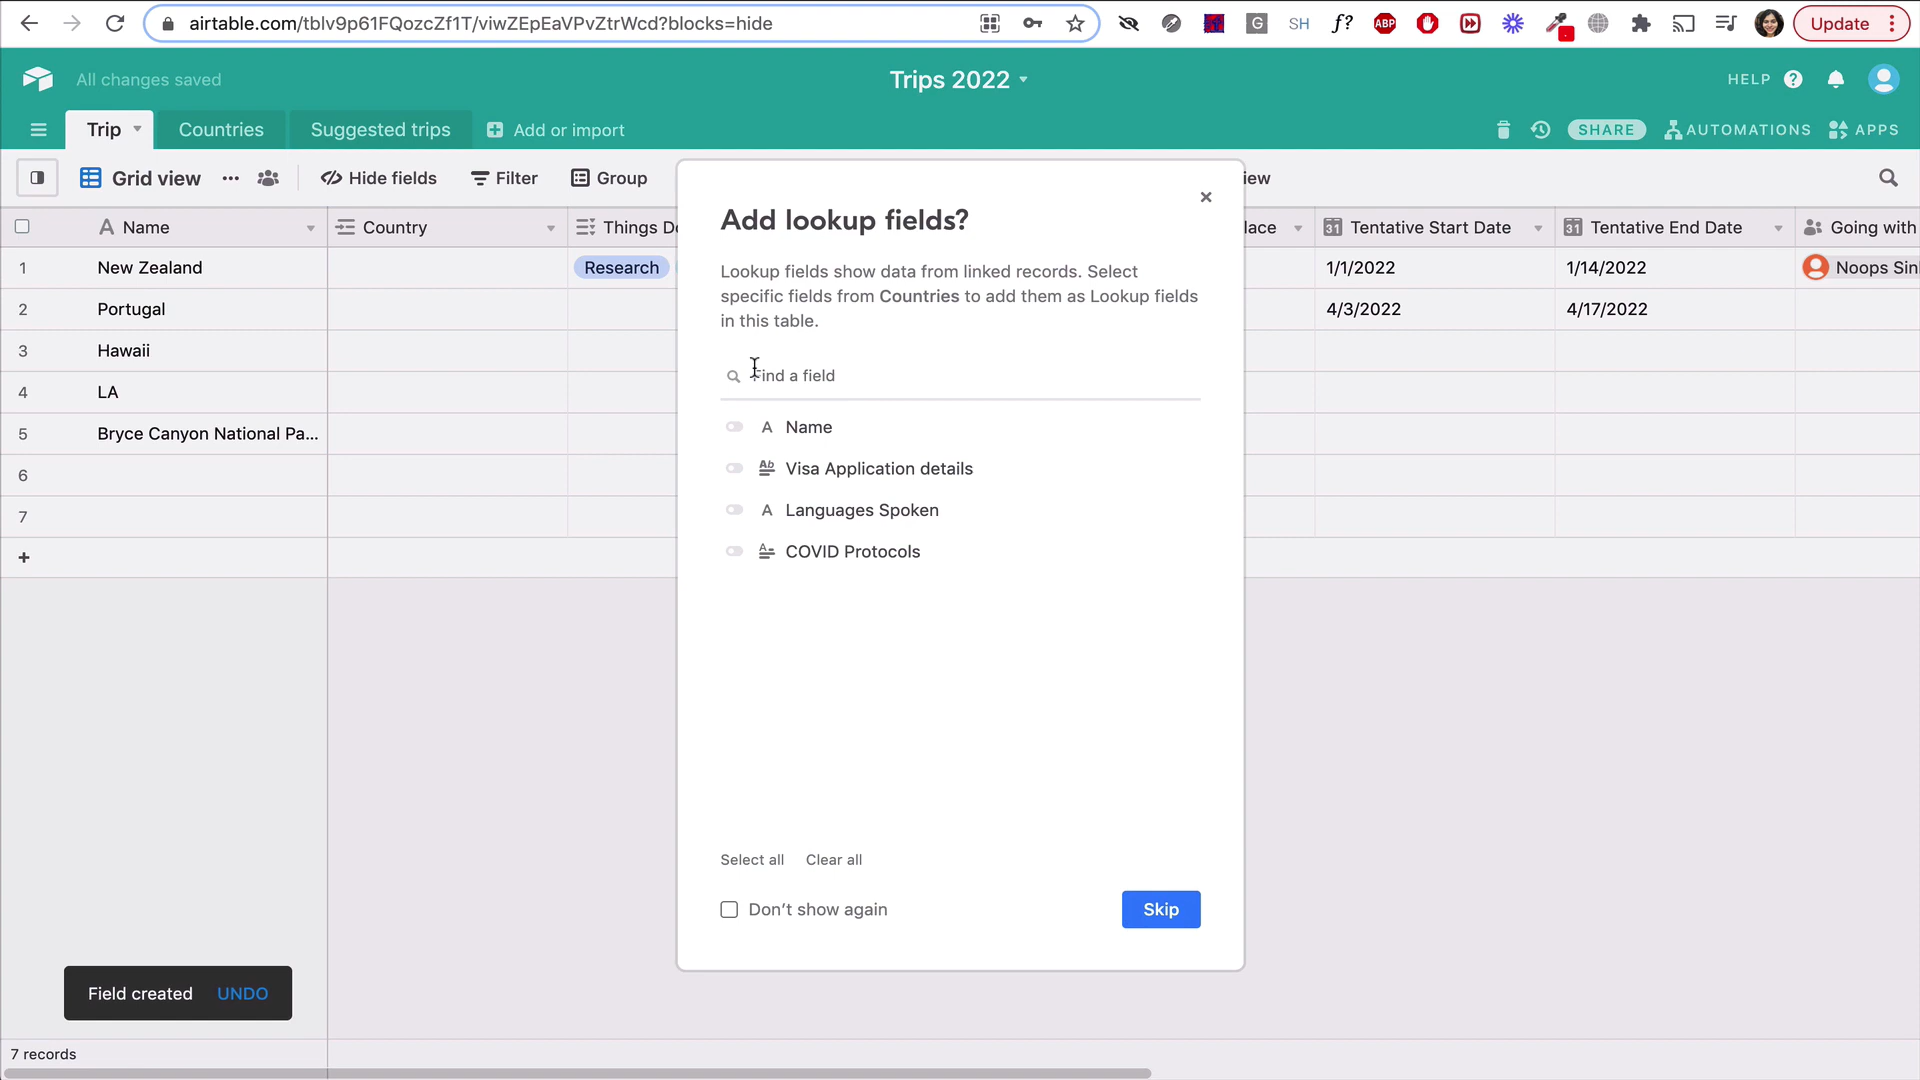 airtable.com/tblv9p61FQozcZf1T/viwZEpEaVPvZtrWcd?blocks=hide
G
SH
f?
ABP
Update
All changes saved
Trips 2022
HELP
Trip
Countries
Suggested trips
Add or import
SHARE
AUTOMATIONS
APPS
Grid view
Hide fields
Filter
Group
iew
Name
Country
Things D
lace
31 Tentative Start Date
31 Tentative End Date
Going with
1 New Zealand
Research
1/1/2022
1/14/2022
Noops Sin
2 Portugal
4/3/2022
4/17/2022
3 Hawaii
4 LA
5 Bryce Canyon National Pa...
6
7
+
Add lookup fields?
Lookup fields show data from linked records. Select
specific fields from Countries to add them as Lookup fields
in this table.
Find a field
A Name
Visa Application details
A Languages Spoken
COVID Protocols
Select all
Clear all
Don't show again
Skip
Field created
UNDO
7 records